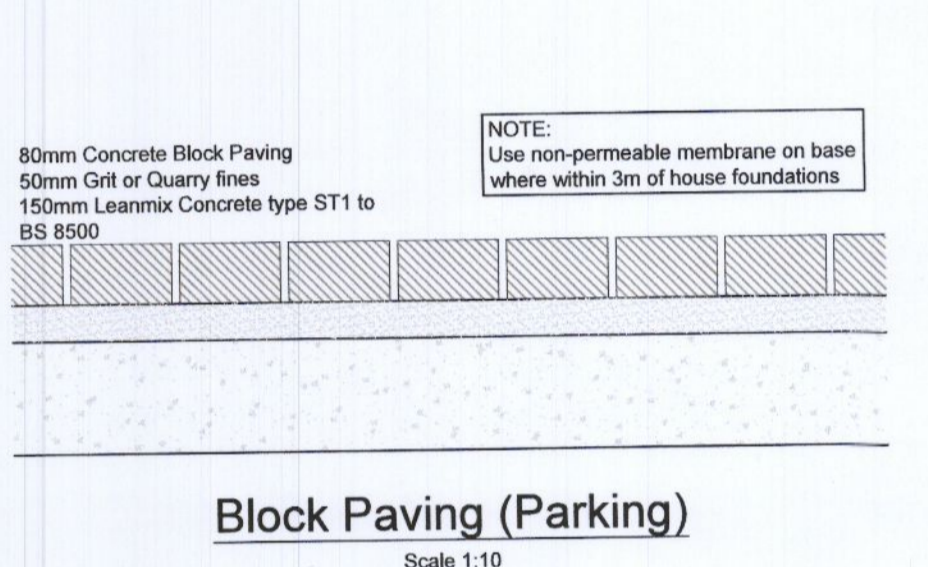 80mm Concrete Block Paving
50mm Grit or Quarry fines
150mm Leanmix Concrete type ST1 to
BS 8500
NOTE:
Use non-permeable membrane on base
where within 3m of house foundations
Block Paving (Parking)
Scale 1:10